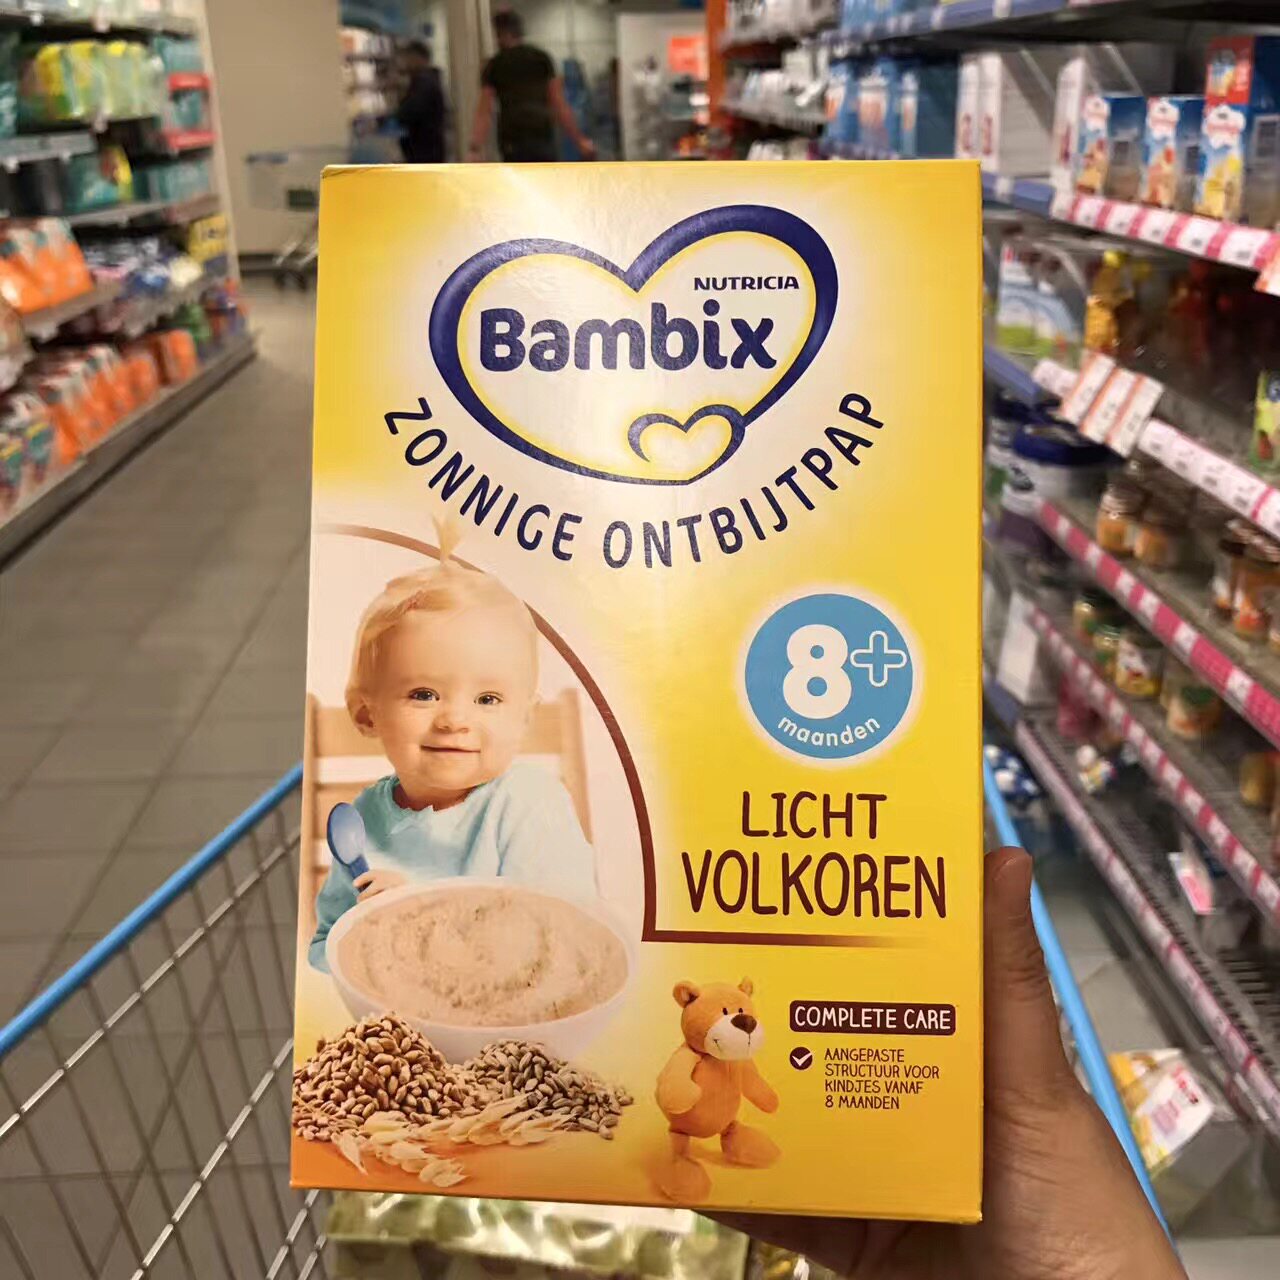 NUTRICIA
Bambix
ZONNIGE ONTBIJTPAP
8+
maanden
LICHT
VOLKOREN
COMPLETE CARE
AANGEPASTE
STRUCTUUR VOOR
KINDJES VANAF
8 MAANDEN